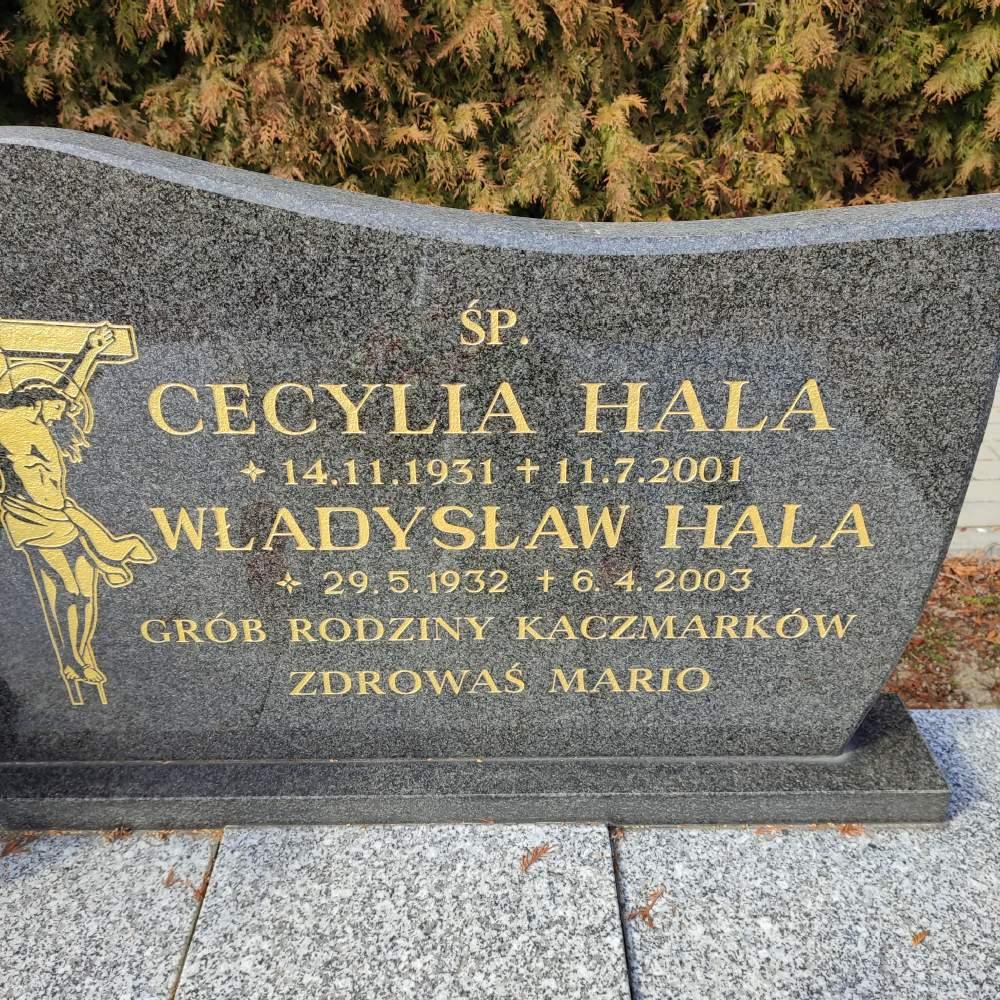 ŚP.
CECYLIA HALA
✧ 14.11.1931 ✝ 11.7.2001
WŁADYSŁAW HALA
✧ 29.5.1932 ✝ 6.4.2003
GRÓB RODZINY KACZMARKÓW
ZDROWAŚ MARIO